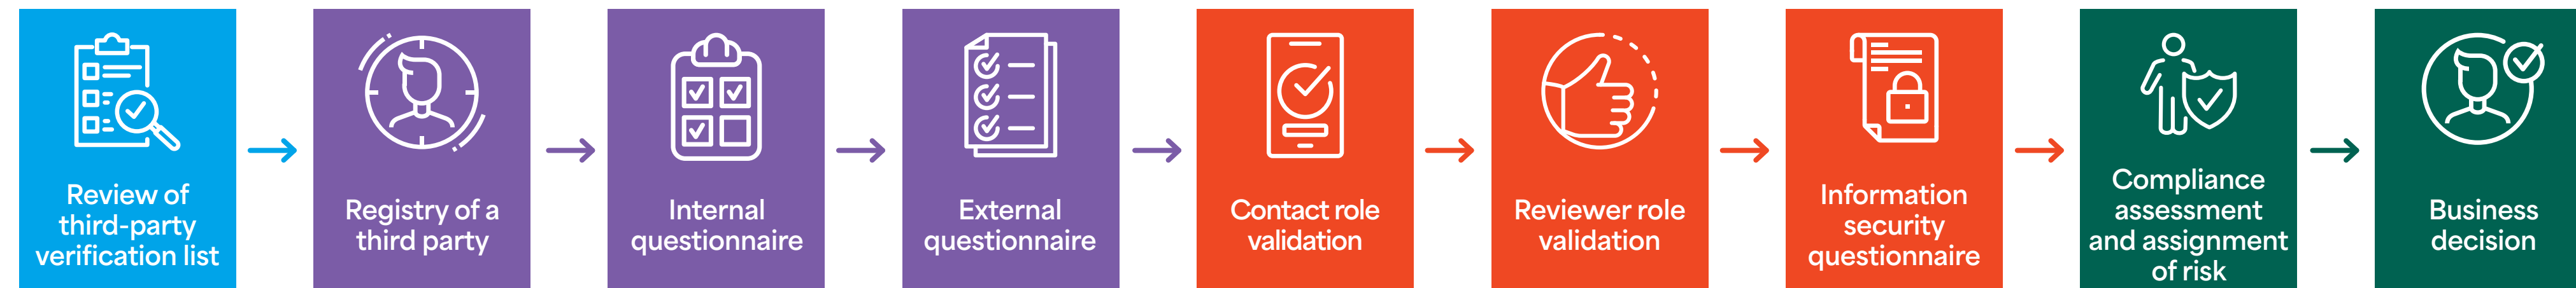 Review of
third-party
verification list
Registry of a
third party
Internal
questionnaire
External
questionnaire
Contact role
validation
Reviewer role
validation
Information
security
questionnaire
Compliance
assessment
and assignment
of risk
Business
decision